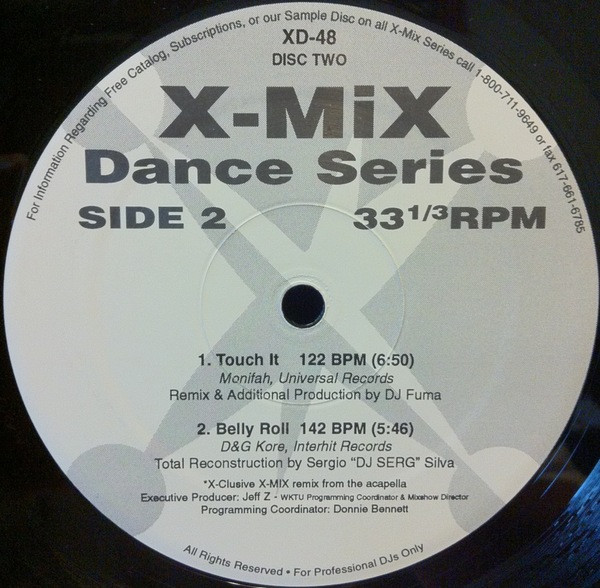 For Information Regarding Free Catalog, Subscriptions, or our Sample Disc on all X-Mix Series call 1-800-711-9649 or fax 617-661-6785
XD-48
DISC TWO
X-MiX
Dance Series
SIDE 2 33 1/3 RPM
1. Touch It 122 BPM (6:50)
Monifah, Universal Records
Remix & Additional Production by DJ Fuma
2. Belly Roll 142 BPM (5:46)
D&G Kore, Interhit Records
Total Reconstruction by Sergio "DJ SERG" Silva
*X-Clusive X-MIX remix from the acapella
Executive Producer: Jeff Z - WKTU Programming Coordinator & Mixshow Director
Programming Coordinator: Donnie Bennett
All Rights Reserved • For Professional DJs Only